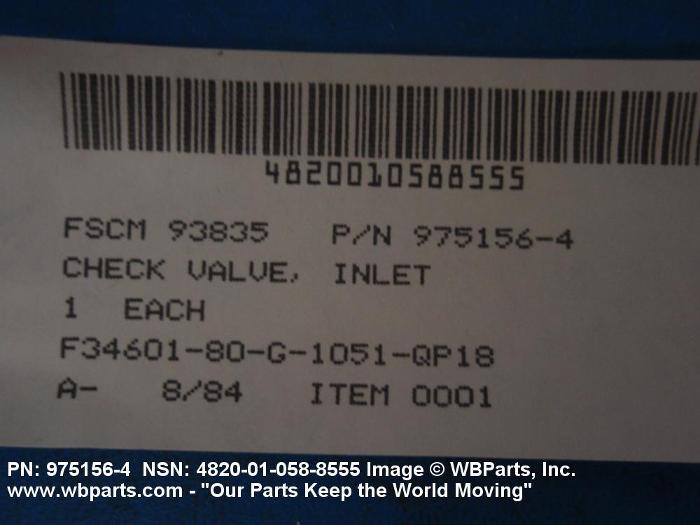 4820010588555
FSCM 93835 P/N 975156-4
CHECK VALVE, INLET
1 EACH
F34601-80-G-1051-QP18
A- 8/84 ITEM 0001
PN: 975156-4 NSN: 4820-01-058-8555 Image © WBParts, Inc.
www.wbparts.com - "Our Parts Keep the World Moving"